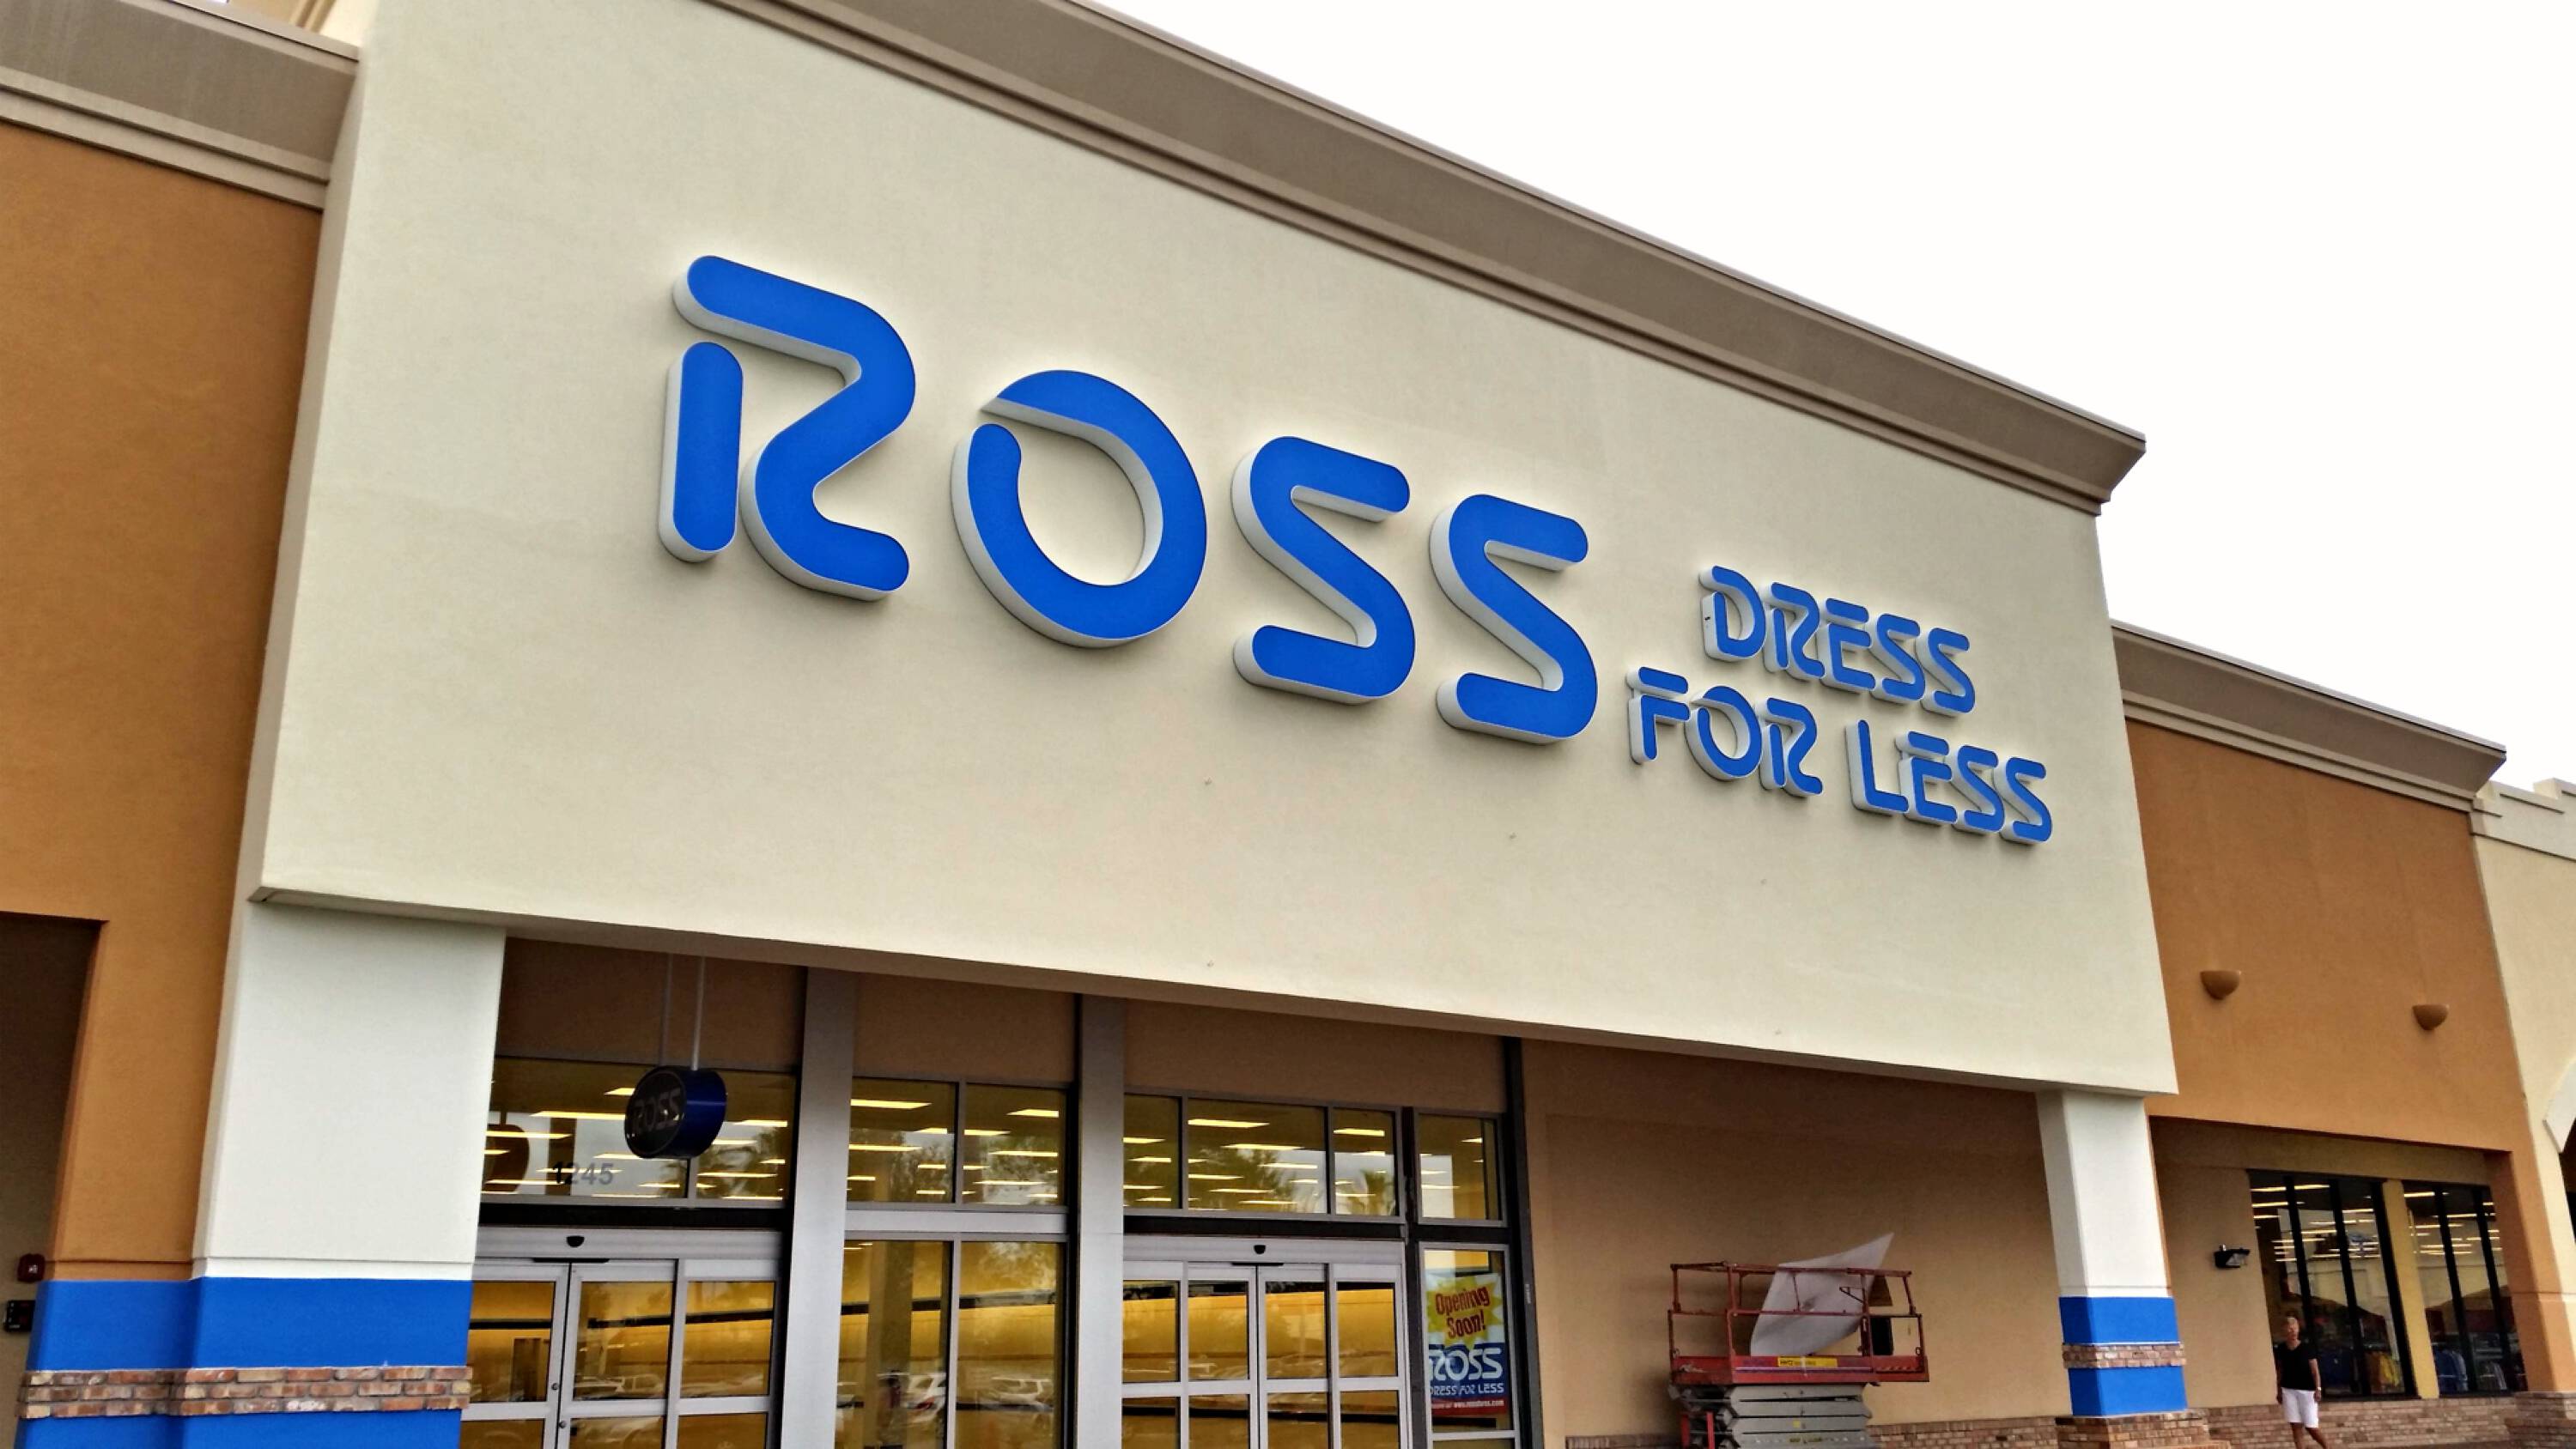 ROSS
DRESS
FOR LESS
ROSS
1245
Opening
Soon!
ROSS
DRESS FOR LESS